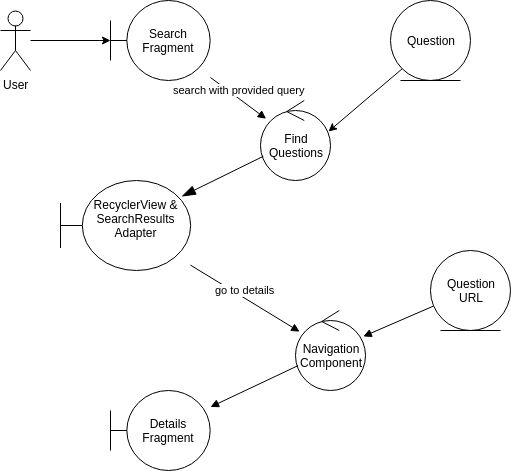 Search
Fragment
Question
User
search with provided query
Find
Questions
RecyclerView &
SearchResults
Adapter
go to details
Question
URL
Navigation
Component
Details
Fragment